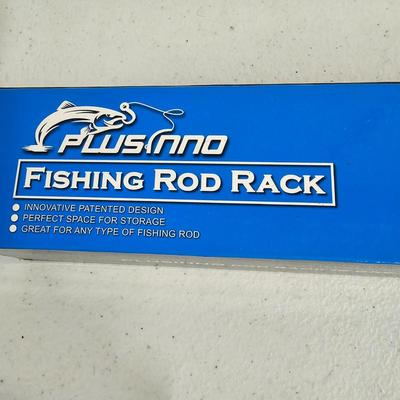 PLUSINNO
FISHING ROD RACK
INNOVATIVE PATENTED DESIGN
PERFECT SPACE FOR STORAGE
GREAT FOR ANY TYPE OF FISHING ROD